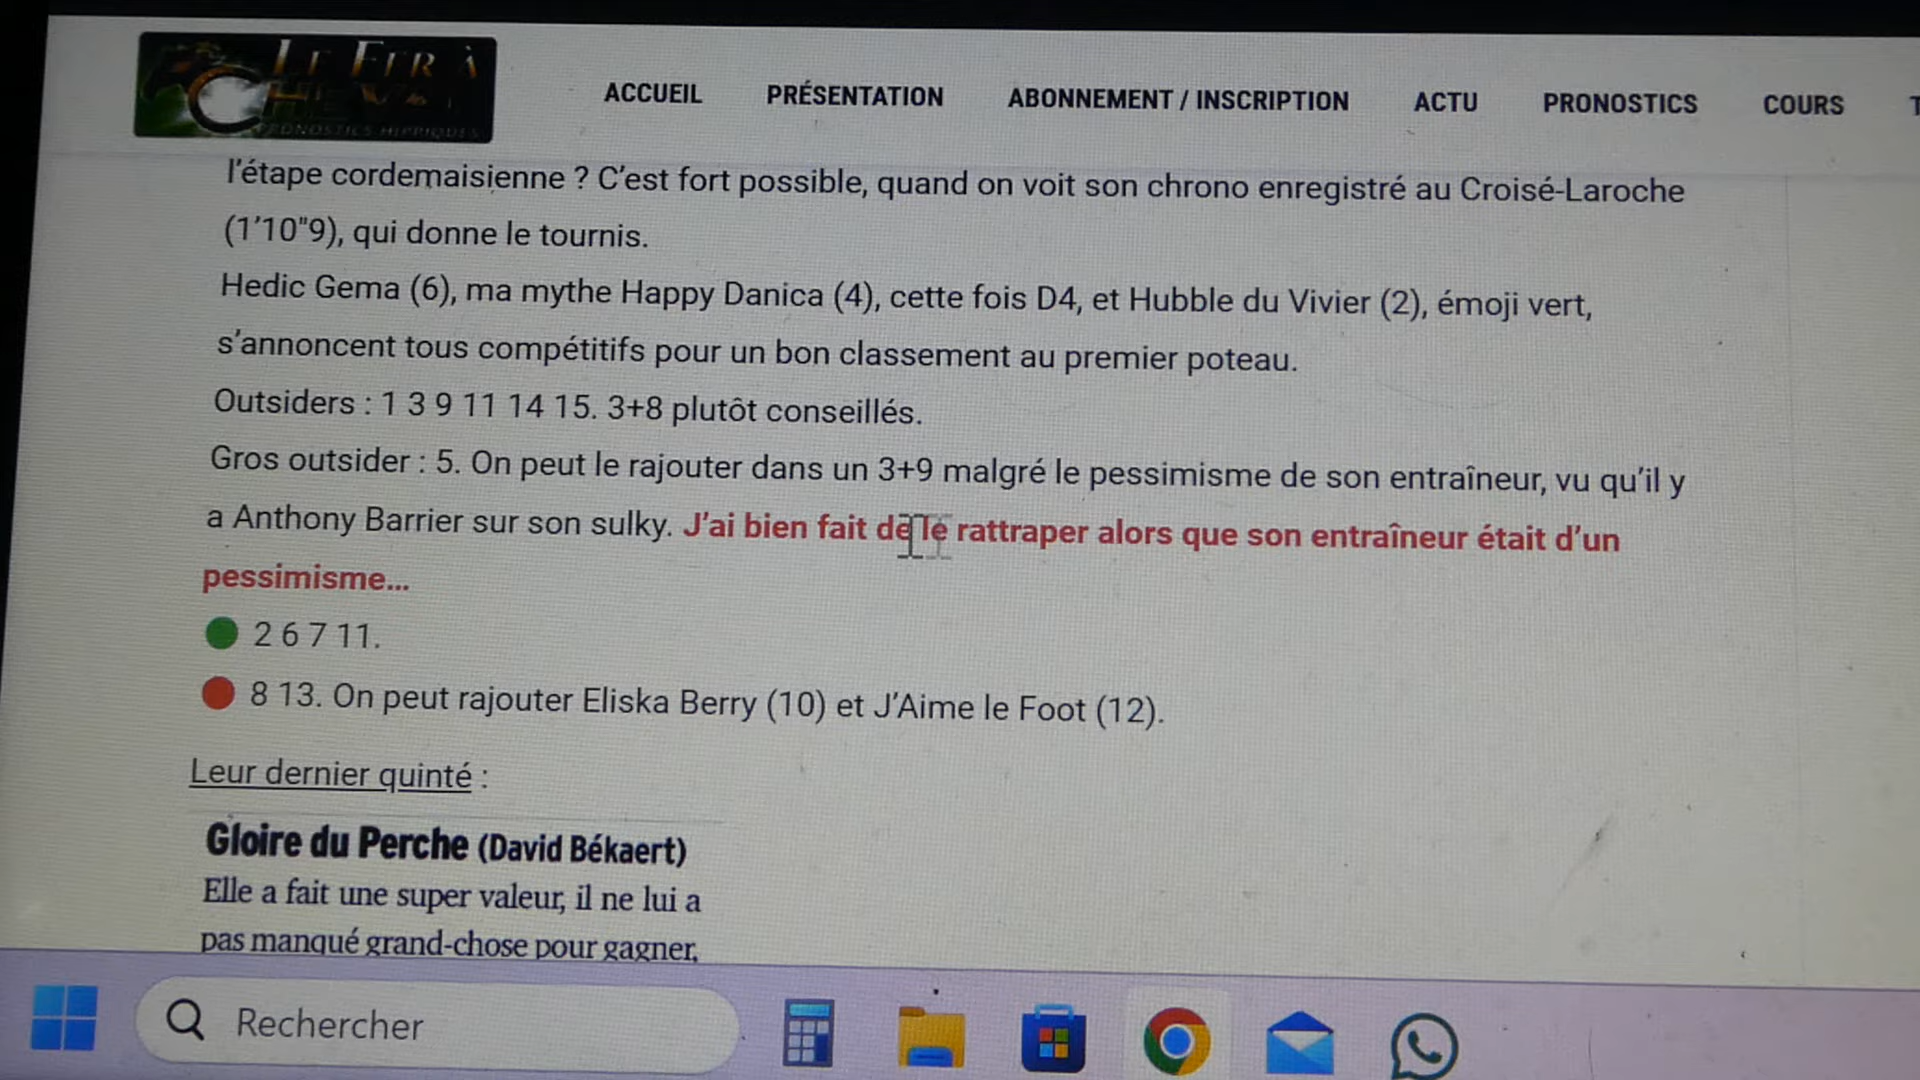 LE FER À
CHEVAL
PRONOSTICS HIPPIQUES
ACCUEIL PRÉSENTATION ABONNEMENT / INSCRIPTION ACTU PRONOSTICS COURS T
l'étape cordemaisienne ? C'est fort possible, quand on voit son chrono enregistré au Croisé-Laroche
(1'10"9), qui donne le tournis.
Hedic Gema (6), ma mythe Happy Danica (4), cette fois D4, et Hubble du Vivier (2), émoji vert,
s'annoncent tous compétitifs pour un bon classement au premier poteau.
Outsiders : 1 3 9 11 14 15. 3+8 plutôt conseillés.
Gros outsider : 5. On peut le rajouter dans un 3+9 malgré le pessimisme de son entraîneur, vu qu'il y
a Anthony Barrier sur son sulky. J'ai bien fait de le rattraper alors que son entraîneur était d'un
pessimisme...
2 6 7 11.
8 13. On peut rajouter Eliska Berry (10) et J'Aime le Foot (12).
Leur dernier quinté :
Gloire du Perche (David Békaert)
Elle a fait une super valeur, il ne lui a
pas manqué grand-chose pour gagner,
Rechercher